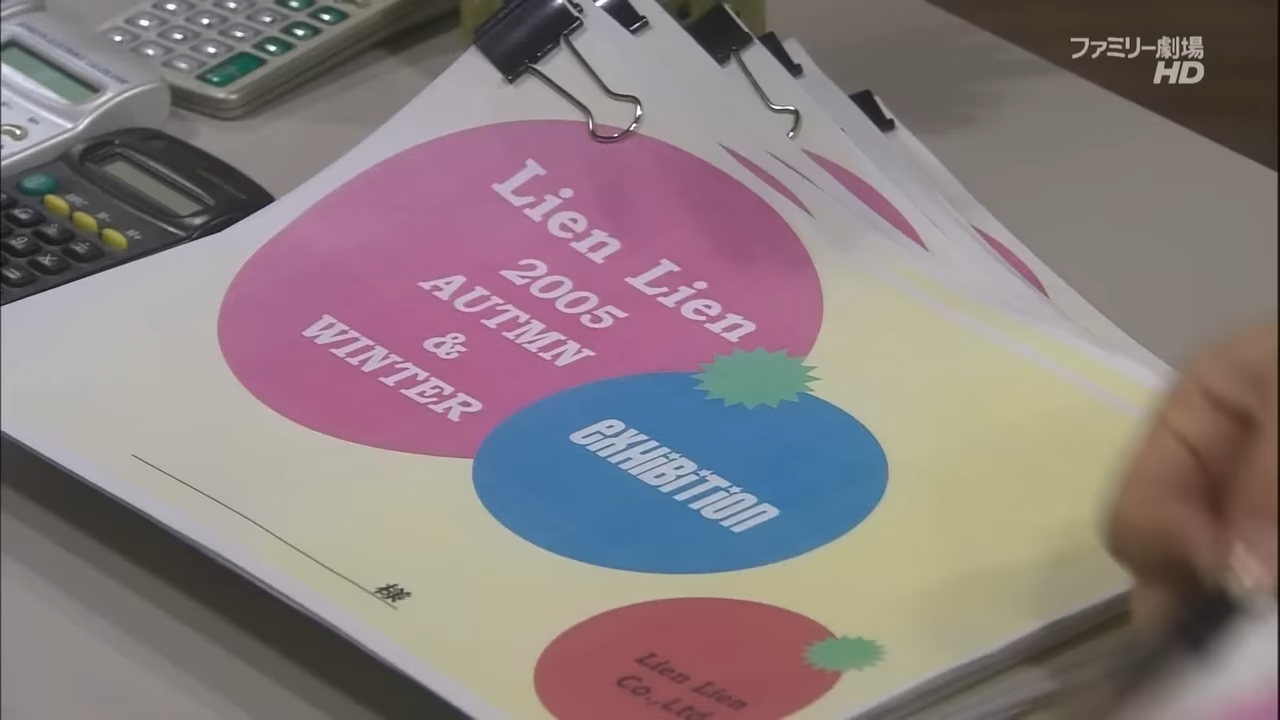 ファミリー劇場
HD
Lien Lien
2005
AUTMN
&
WINTER
eXHiBiTion
様
Lien Lien
Co.,Ltd.